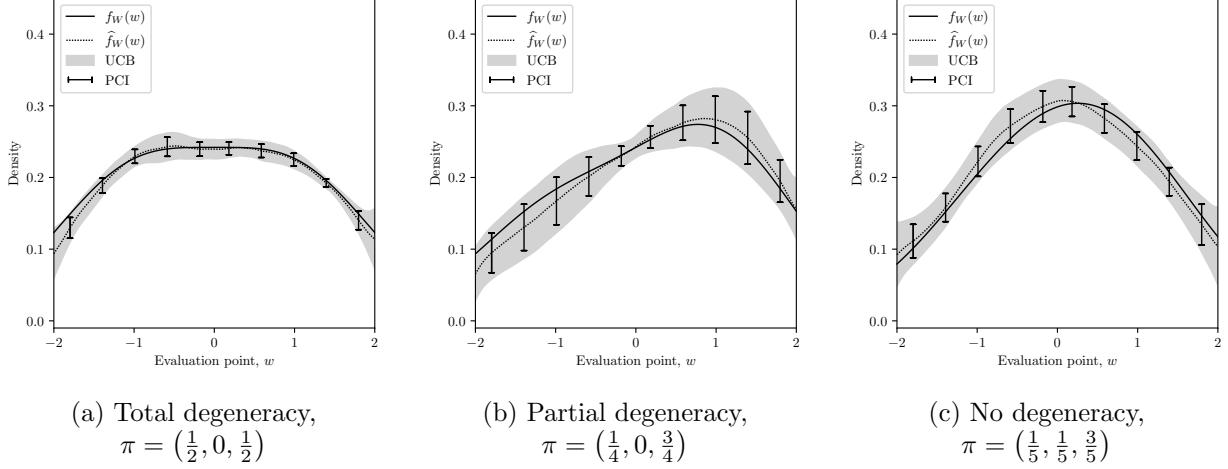 0.4
0.3
0.2
0.1
0.0
Density
−2
−1
0
1
2
Evaluation point, w
f_W(w)
f̂_W(w)
UCB
PCI
(a) Total degeneracy,
π = (1/2, 0, 1/2)
0.4
0.3
0.2
0.1
0.0
Density
−2
−1
0
1
2
Evaluation point, w
f_W(w)
f̂_W(w)
UCB
PCI
(b) Partial degeneracy,
π = (1/4, 0, 3/4)
0.4
0.3
0.2
0.1
0.0
Density
−2
−1
0
1
2
Evaluation point, w
f_W(w)
f̂_W(w)
UCB
PCI
(c) No degeneracy,
π = (1/5, 1/5, 3/5)